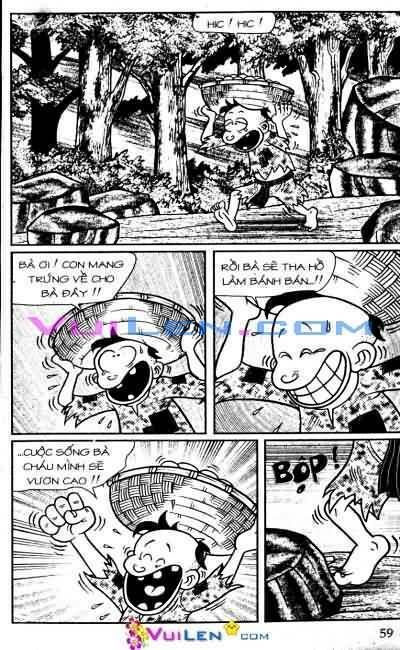 HIC ! HIC !
BÀ ƠI ! CON MANG
TRỨNG VỀ CHO
BÀ ĐÂY !!
RỒI BÀ SẼ THA HỒ
LÀM BÁNH BÁN...!!
VUILEN.COM
...CUỘC SỐNG BÀ
CHÁU MÌNH SẼ
VƯƠN CAO !!
BỘP !
59
VUILEN.COM